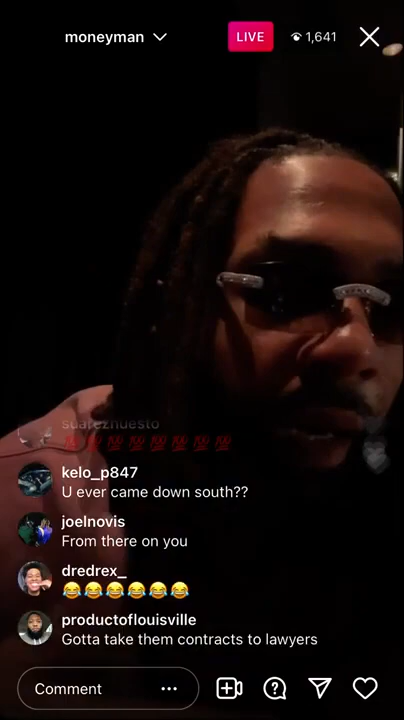 moneyman
LIVE
1,641
suareznuesto
💯💯💯💯💯💯💯
kelo_p847
U ever came down south??
joelnovis
From there on you
dredrex_
😂😂😂😂😂😂
productoflouisville
Gotta take them contracts to lawyers
Comment